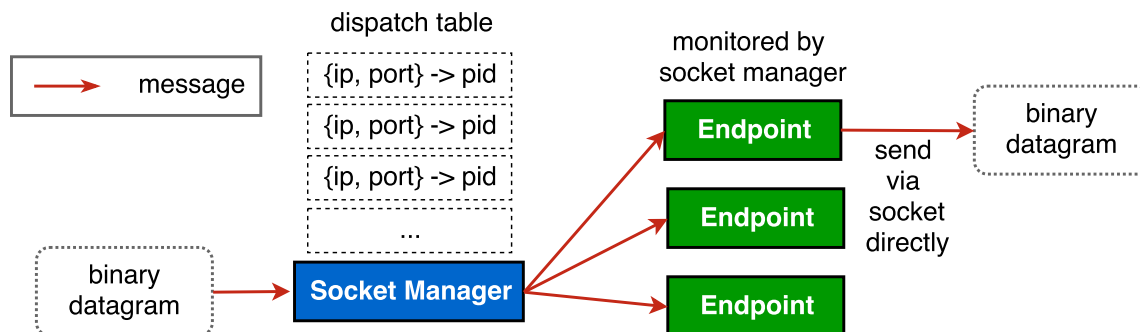 message
dispatch table
{ip, port} -> pid
{ip, port} -> pid
{ip, port} -> pid
...
binary
datagram
Socket Manager
monitored by
socket manager
Endpoint
Endpoint
Endpoint
send
via
socket
directly
binary
datagram